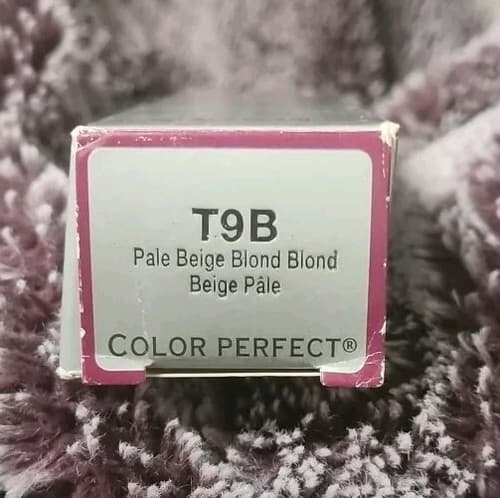 T9B
Pale Beige Blond Blond
Beige Pâle
COLOR PERFECT®